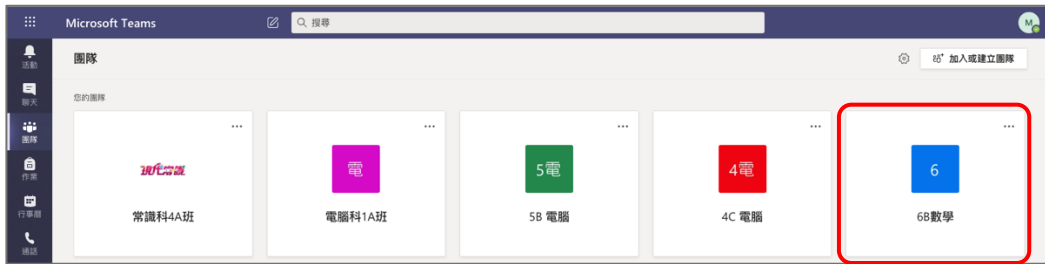 Microsoft Teams
搜尋
M
活動
團隊
加入或建立團隊
聊天
您的團隊
團隊
現代常識
電
5電
4電
6
作業
常識科4A班
電腦科1A班
5B 電腦
4C 電腦
6B數學
行事曆
通話